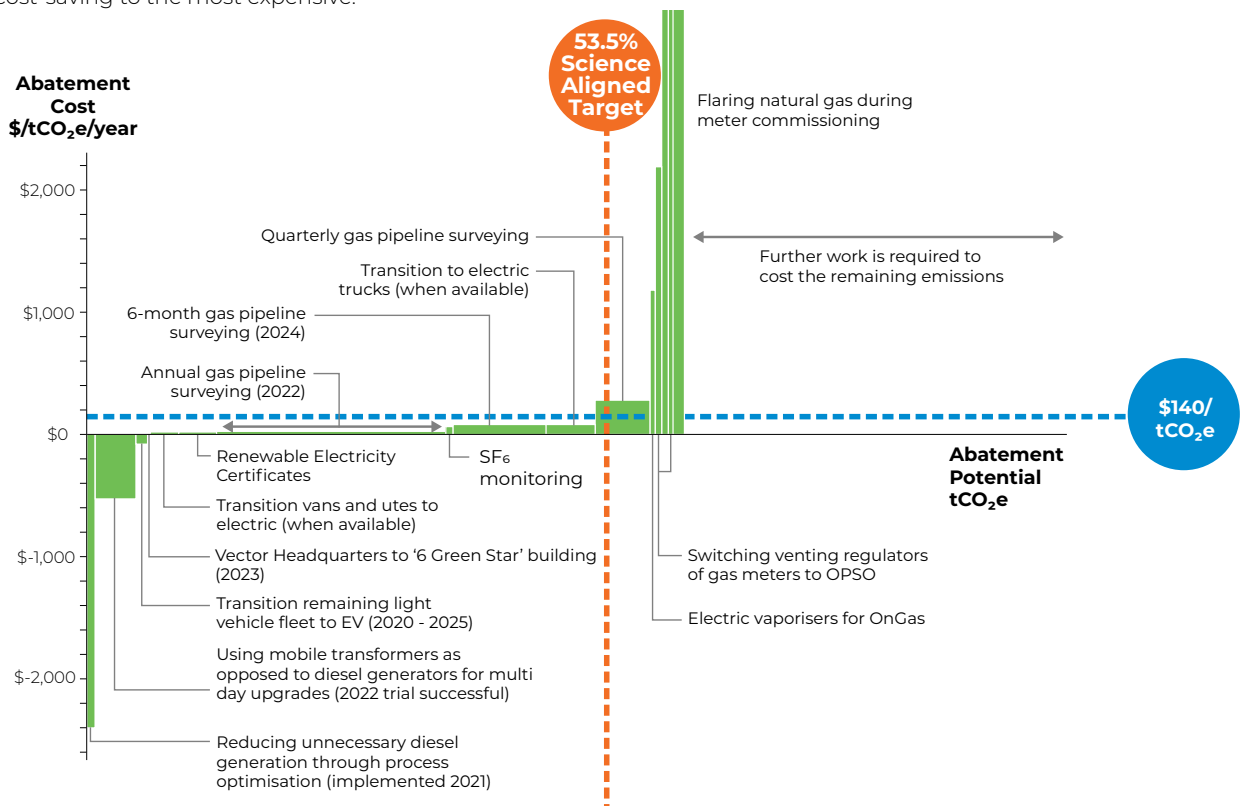 cost-saving to the most expensive.
53.5%
Science
Aligned
Target
Abatement
Cost
$/tCO₂e/year
Flaring natural gas during
meter commissioning
$2,000
Quarterly gas pipeline surveying
Further work is required to
cost the remaining emissions
Transition to electric
trucks (when available)
$1,000
6-month gas pipeline
surveying (2024)
Annual gas pipeline
surveying (2022)
$140/
tCO₂e
$0
Renewable Electricity
Certificates
SF₆
monitoring
Abatement
Potential
tCO₂e
Transition vans and utes to
electric (when available)
$-1,000
Vector Headquarters to ‘6 Green Star’ building
(2023)
Switching venting regulators
of gas meters to OPSO
Transition remaining light
vehicle fleet to EV (2020 - 2025)
Electric vaporisers for OnGas
$-2,000
Using mobile transformers as
opposed to diesel generators for multi
day upgrades (2022 trial successful)
Reducing unnecessary diesel
generation through process
optimisation (implemented 2021)